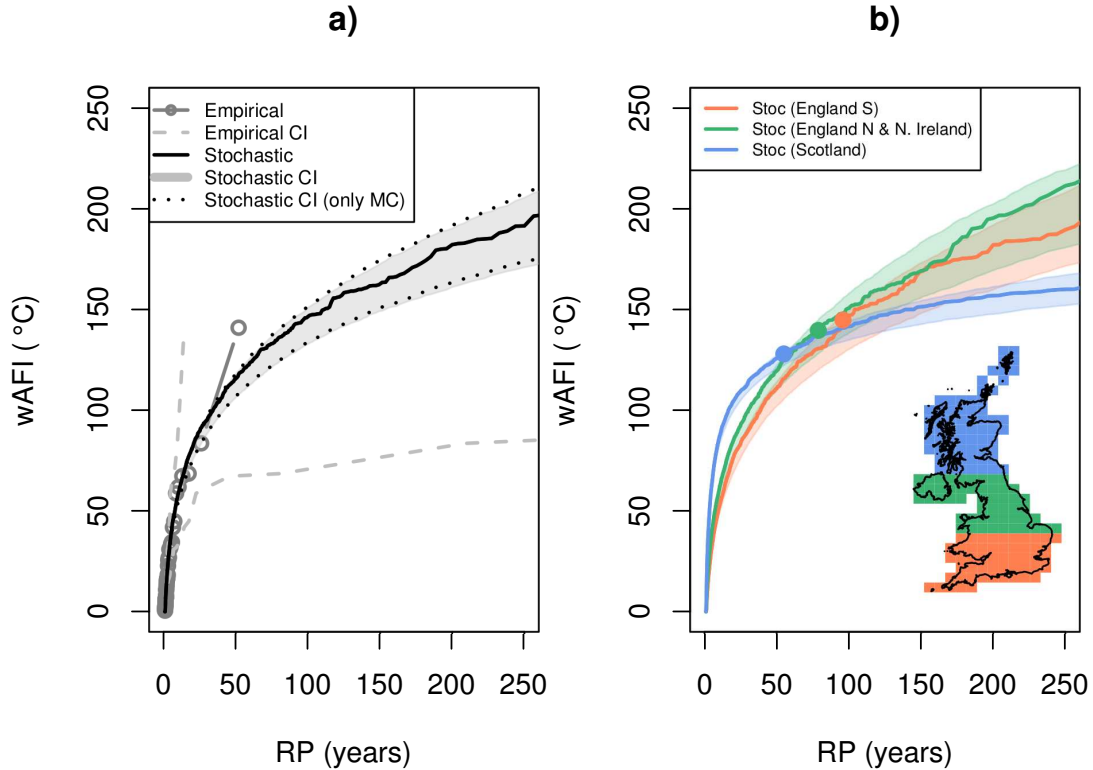 a)
250
200
150
100
50
0
wAFI ( °C)
Empirical
Empirical CI
Stochastic
Stochastic CI
Stochastic CI (only MC)
0 50 100 150 200 250
RP (years)
b)
250
200
150
100
50
0
wAFI ( °C)
Stoc (England S)
Stoc (England N & N. Ireland)
Stoc (Scotland)
0 50 100 150 200 250
RP (years)